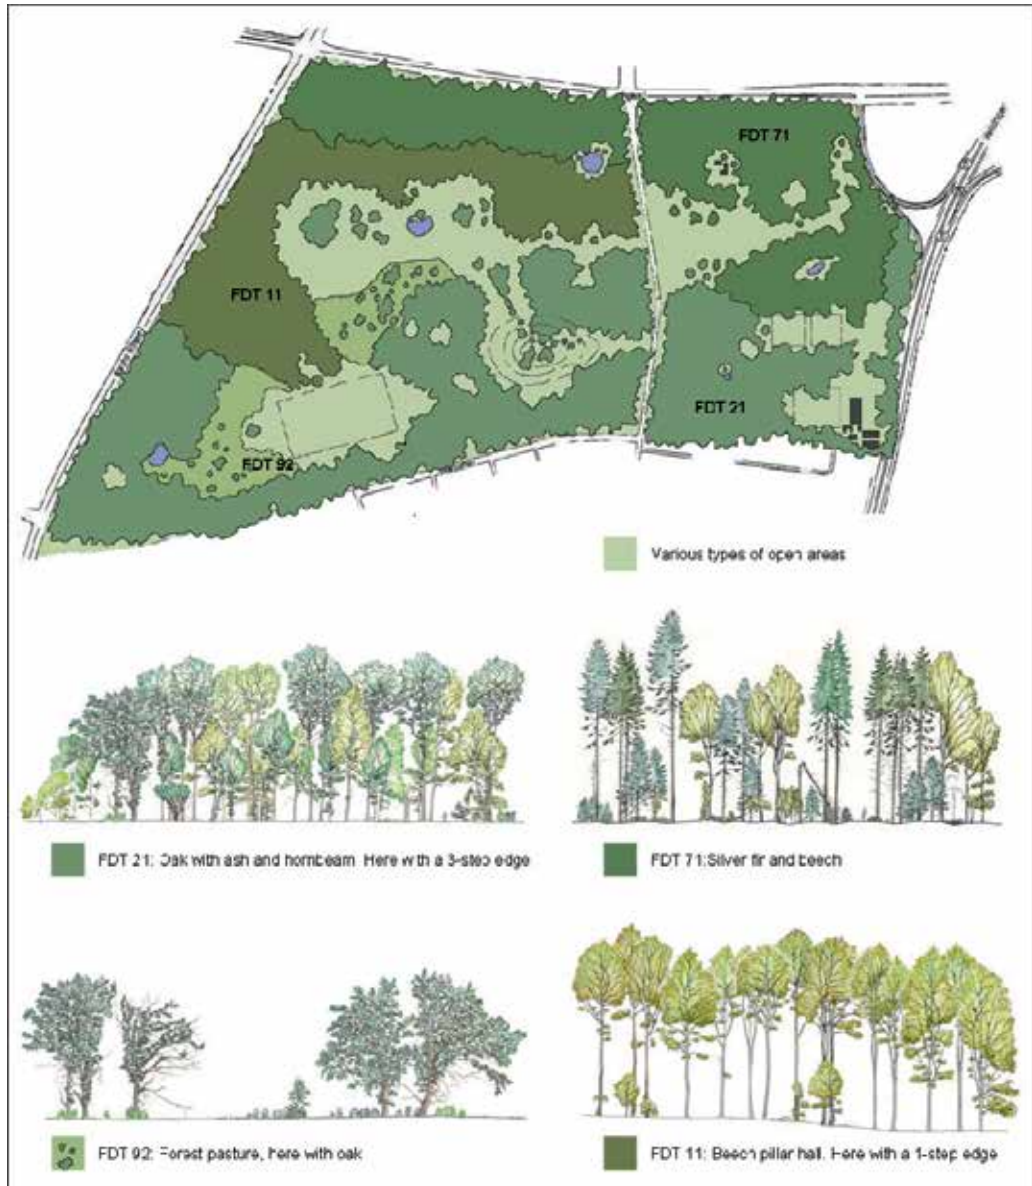 FDT 71
FDT 11
FDT 21
FDT 92
Various types of open areas
FDT 21: Oak with ash and hornbeam. Here with a 3-step edge
FDT 71:Silver fir and beech
FDT 92: Forest pasture, here with oak
FDT 11: Beech pillar hall. Here with a 1-step edge